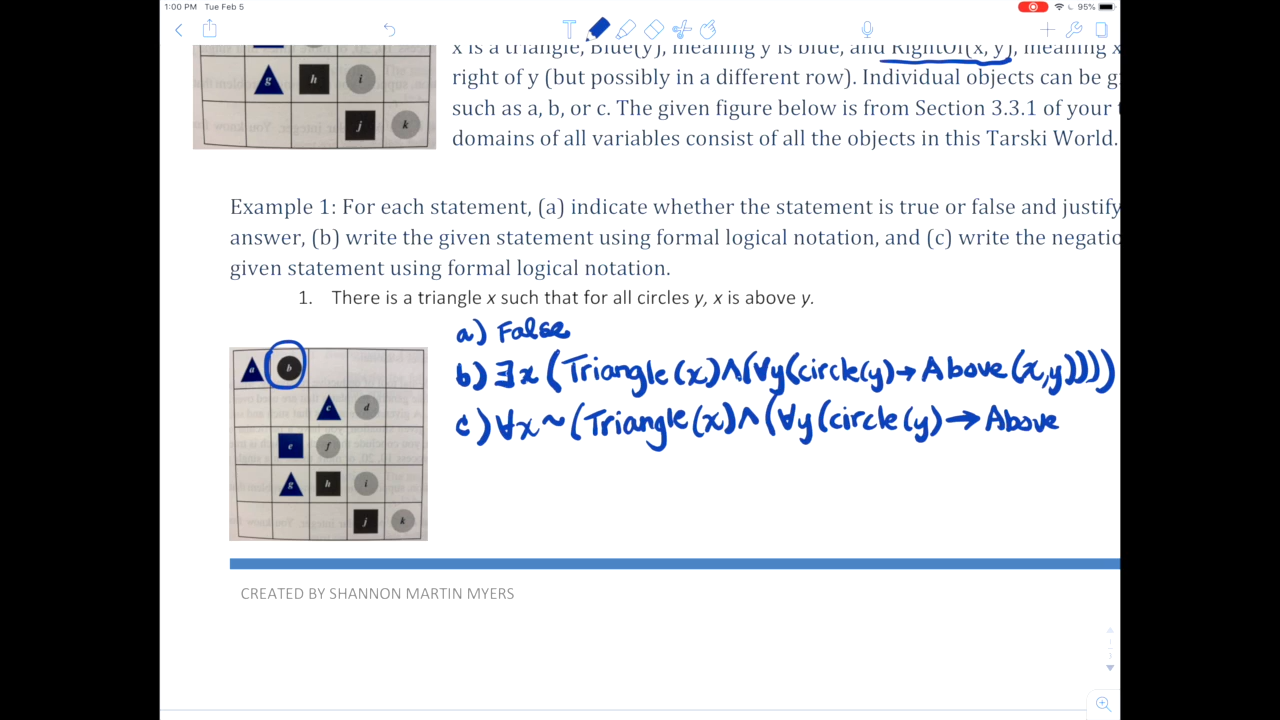 1:00 PM Tue Feb 5
95%
x is a triangle, Blue(y), meaning y is blue, and RightOf(x, y), meaning x
g h i
right of y (but possibly in a different row). Individual objects can be g
such as a, b, or c. The given figure below is from Section 3.3.1 of your
j k
domains of all variables consist of all the objects in this Tarski World.
Example 1: For each statement, (a) indicate whether the statement is true or false and justify
answer, (b) write the given statement using formal logical notation, and (c) write the negatio
given statement using formal logical notation.
1. There is a triangle x such that for all circles y, x is above y.
a) False
b) ∃x (Triangle(x)∧(∀y(circle(y)→Above(x,y))))
c) ∀x ~(Triangle(x)∧(∀y(circle(y)→Above
a b
c d
e f
g h i
j k
CREATED BY SHANNON MARTIN MYERS